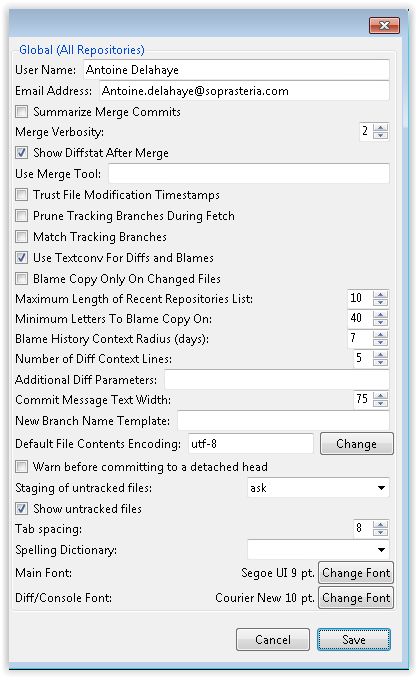 Global (All Repositories)
User Name: Antoine Delahaye
Email Address: Antoine.delahaye@soprasteria.com
Summarize Merge Commits
Merge Verbosity: 2
Show Diffstat After Merge
Use Merge Tool:
Trust File Modification Timestamps
Prune Tracking Branches During Fetch
Match Tracking Branches
Use Textconv For Diffs and Blames
Blame Copy Only On Changed Files
Maximum Length of Recent Repositories List: 10
Minimum Letters To Blame Copy On: 40
Blame History Context Radius (days): 7
Number of Diff Context Lines: 5
Additional Diff Parameters:
Commit Message Text Width: 75
New Branch Name Template:
Default File Contents Encoding: utf-8 Change
Warn before committing to a detached head
Staging of untracked files: ask
Show untracked files
Tab spacing: 8
Spelling Dictionary:
Main Font: Segoe UI 9 pt. Change Font
Diff/Console Font: Courier New 10 pt. Change Font
Cancel Save